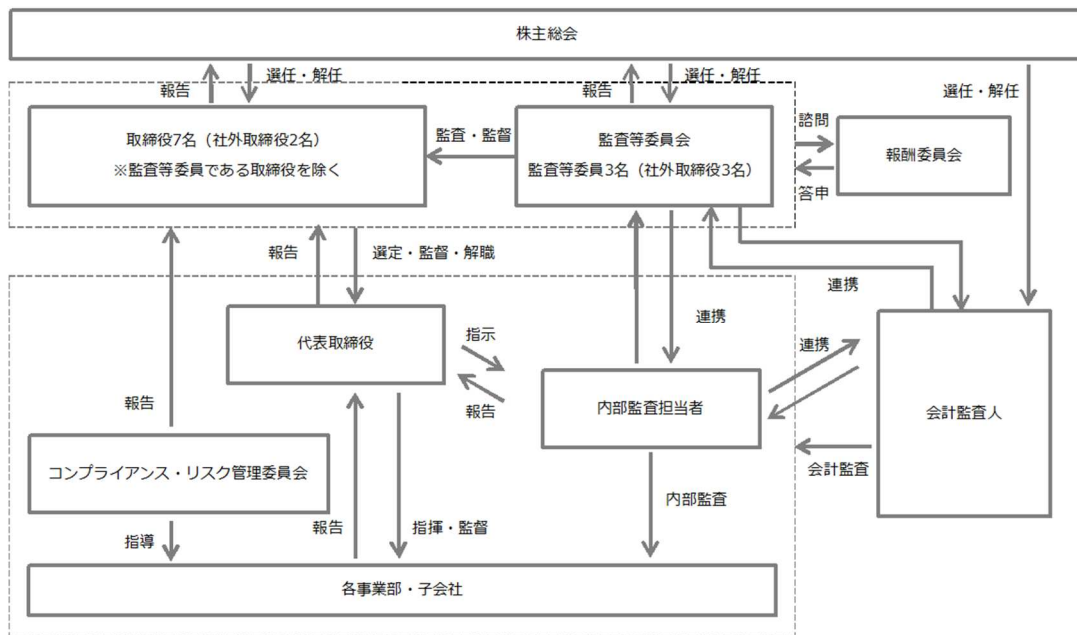 株主総会
報告
選任・解任
報告
選任・解任
選任・解任
取締役7名（社外取締役2名）
※監査等委員である取締役を除く
監査・監督
監査等委員会
監査等委員3名（社外取締役3名）
諮問
答申
報酬委員会
報告
選定・監督・解職
連携
連携
代表取締役
指示
報告
内部監査担当者
連携
会計監査人
会計監査
報告
コンプライアンス・リスク管理委員会
指導
報告
指揮・監督
内部監査
各事業部・子会社